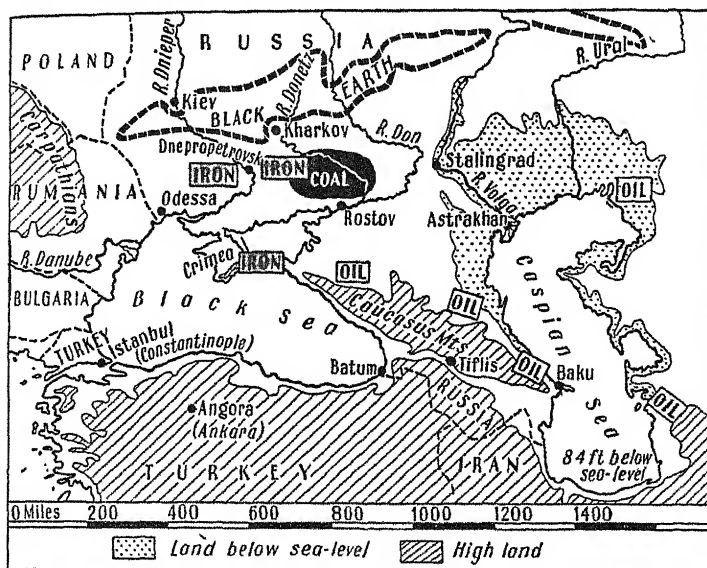 RUSSIA
POLAND
R. Dnieper
R. Donetz
R. Ural
EARTH
BLACK
Kiev
Kharkov
R. Don
Carpathians
Dnepropetrovsk
IRON
IRON
COAL
Stalingrad
OIL
RUMANIA
Odessa
Rostov
R. Volga
Astrakhan
R. Danube
Crimea
IRON
OIL
Caspian Sea
BULGARIA
Black sea
Caucasus Mts
OIL
TURKEY
Istanbul
(Constantinople)
Batum
Tiflis
OIL
Baku
OIL
RUSSIA
Angora
(Ankara)
TURKEY
IRAN
84 ft below
sea-level
0 Miles 200 400 600 800 1000 1200 1400
Land below sea-level High land